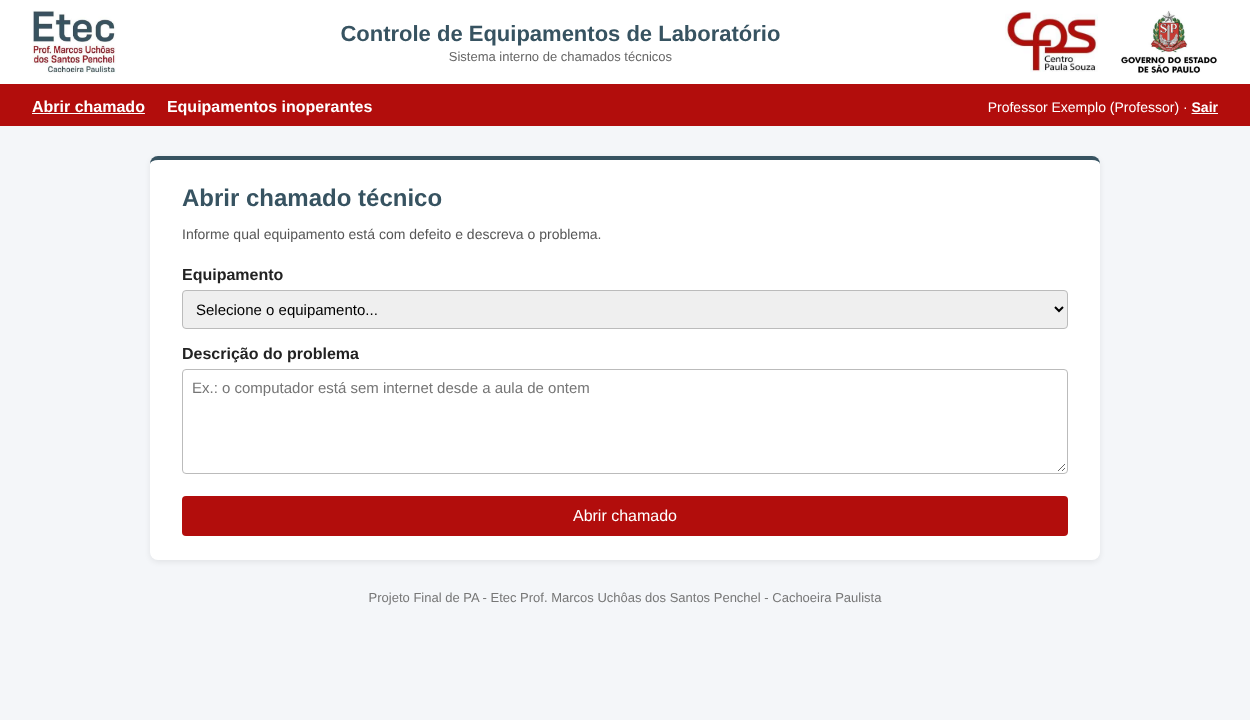 Etec
Prof. Marcos Uchôas
dos Santos Penchel
Cachoeira Paulista
Controle de Equipamentos de Laboratório
Sistema interno de chamados técnicos
cps
Centro
Paula Souza
GOVERNO DO ESTADO
DE SÃO PAULO
Abrir chamado
Equipamentos inoperantes
Professor Exemplo (Professor) · Sair
Abrir chamado técnico
Informe qual equipamento está com defeito e descreva o problema.
Equipamento
Selecione o equipamento...
Descrição do problema
Ex.: o computador está sem internet desde a aula de ontem
Abrir chamado
Projeto Final de PA - Etec Prof. Marcos Uchôas dos Santos Penchel - Cachoeira Paulista